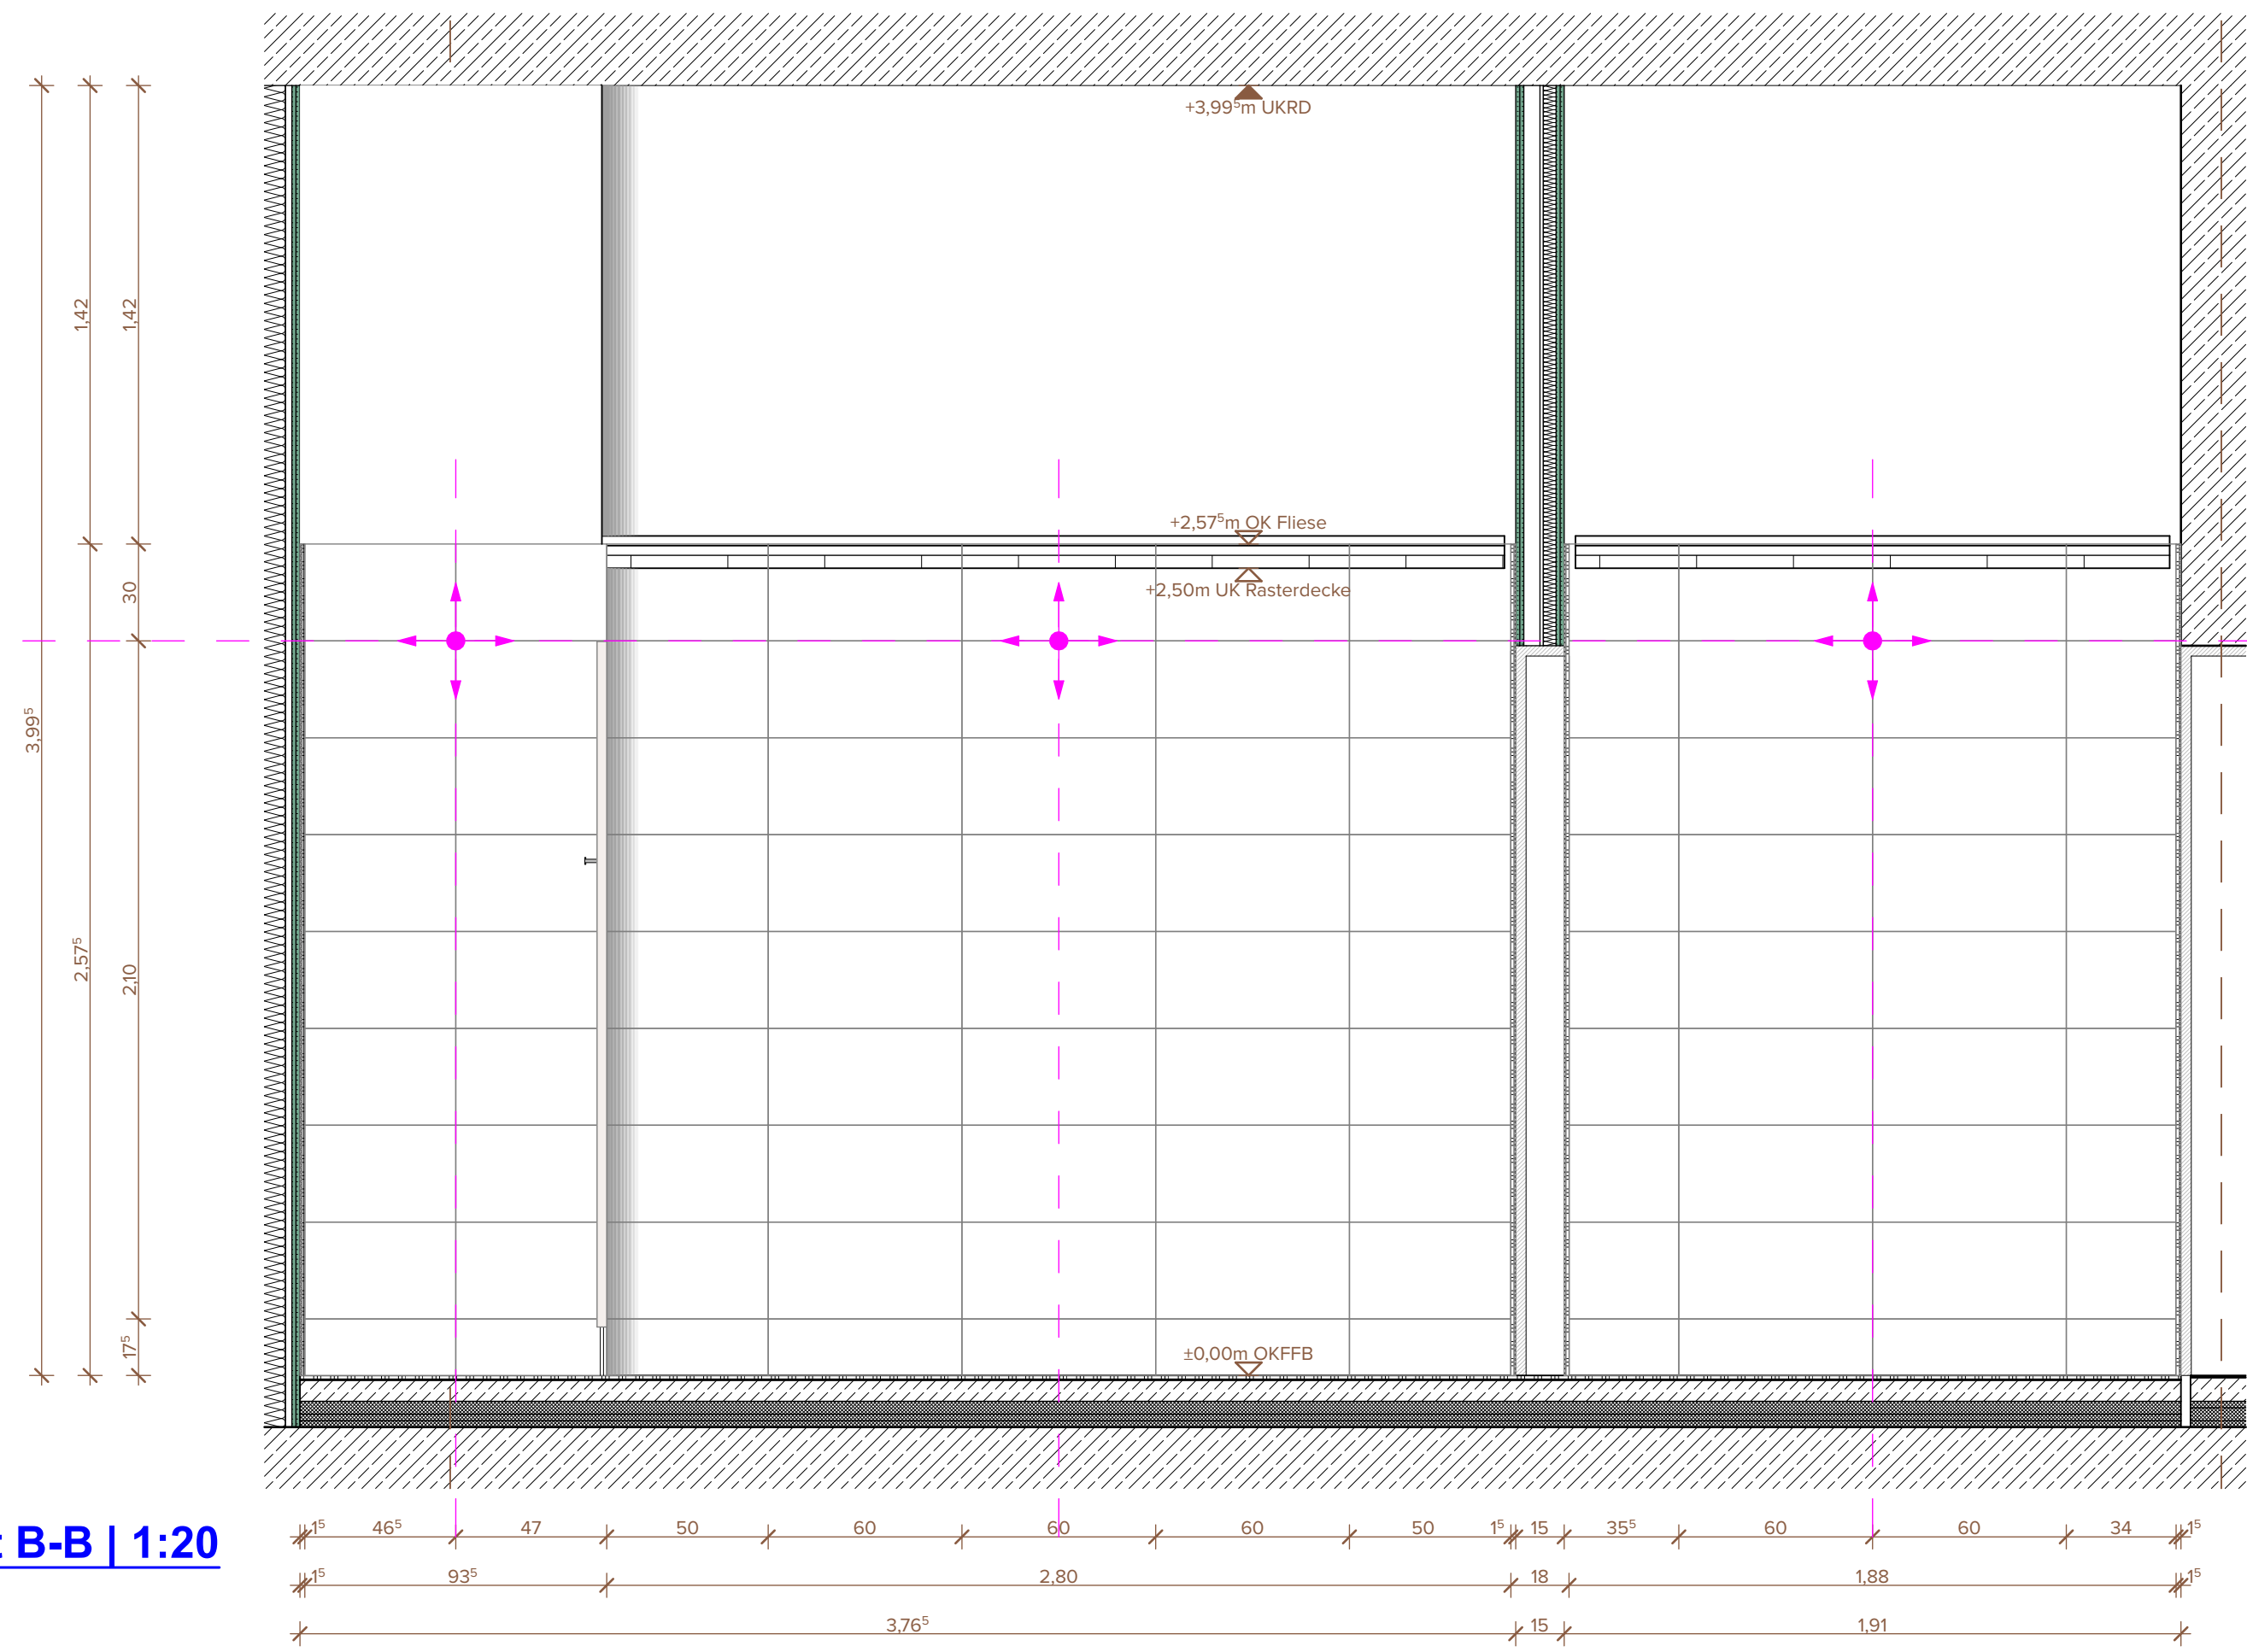 +3,99⁵m UKRD
1,42
1,42
+2,57⁵m OK Fliese
30
+2,50m UK Rasterdecke
3,99⁵
2,57⁵
2,10
17⁵
±0,00m OKFFB
1⁵ 46⁵ 47 50 60 60 60 50 1⁵ 15 35⁵ 60 60 34 1⁵
B-B | 1:20
1⁵ 93⁵ 2,80 18 1,88 1⁵
3,76⁵ 15 1,91